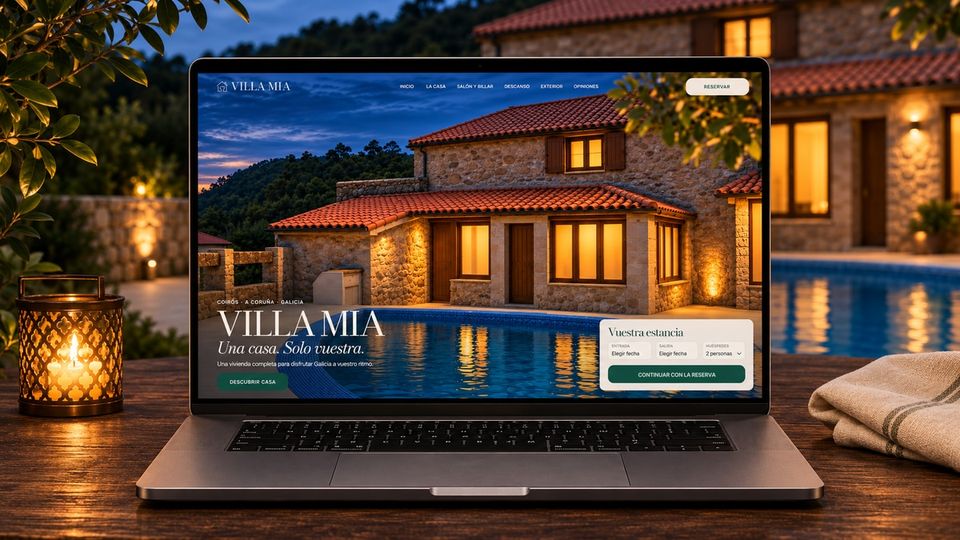 VILLA MIA
INICIO LA CASA SALÓN Y BILLAR DESCANSO EXTERIOR OPINIONES
RESERVAR
COIRÓS · A CORUÑA · GALICIA
VILLA MIA
Una casa. Solo vuestra.
Una vivienda completa para disfrutar Galicia a vuestro ritmo.
DESCUBRIR CASA
Vuestra estancia
ENTRADA SALIDA HUÉSPEDES
Elegir fecha Elegir fecha 2 personas
CONTINUAR CON LA RESERVA